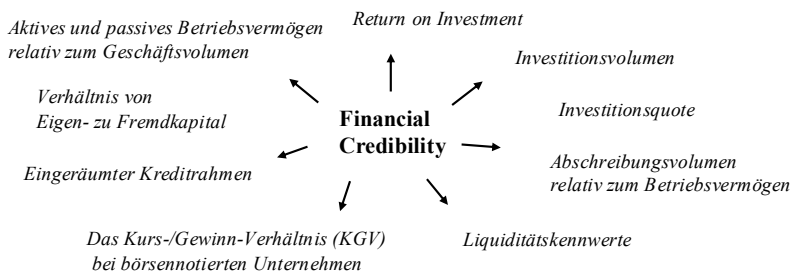 Return on Investment
Aktives und passives Betriebsvermögen
relativ zum Geschäftsvolumen
Investitionsvolumen
Verhältnis von
Eigen- zu Fremdkapital
Investitionsquote
Financial
Credibility
Eingeräumter Kreditrahmen
Abschreibungsvolumen
relativ zum Betriebsvermögen
Das Kurs-/Gewinn-Verhältnis (KGV)
bei börsennotierten Unternehmen
Liquiditätskennwerte